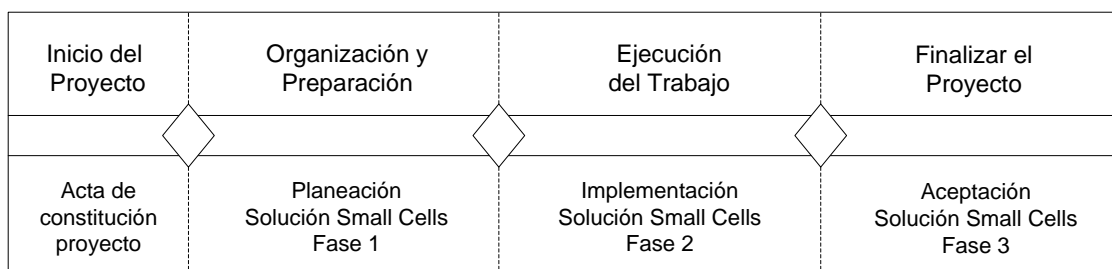 Inicio del
Proyecto
Organización y
Preparación
Ejecución
del Trabajo
Finalizar el
Proyecto
Acta de
constitución
proyecto
Planeación
Solución Small Cells
Fase 1
Implementación
Solución Small Cells
Fase 2
Aceptación
Solución Small Cells
Fase 3